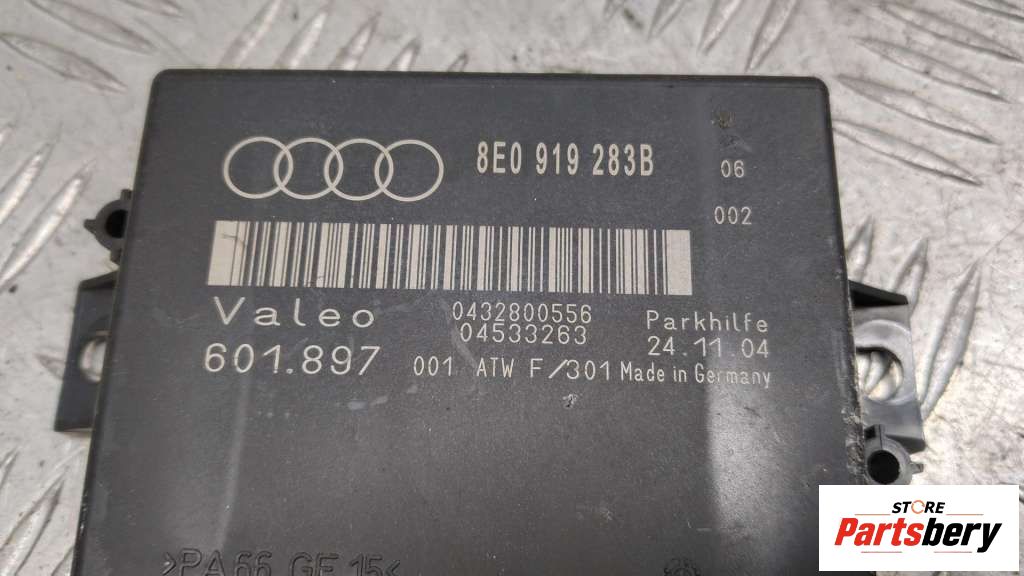 8E0 919 283B
06
002
Valeo
0432800556
04533263
Parkhilfe
601.897
24.11.04
001 ATW F/301 Made in Germany
>PA66 GF 15<
STORE
Partsbery